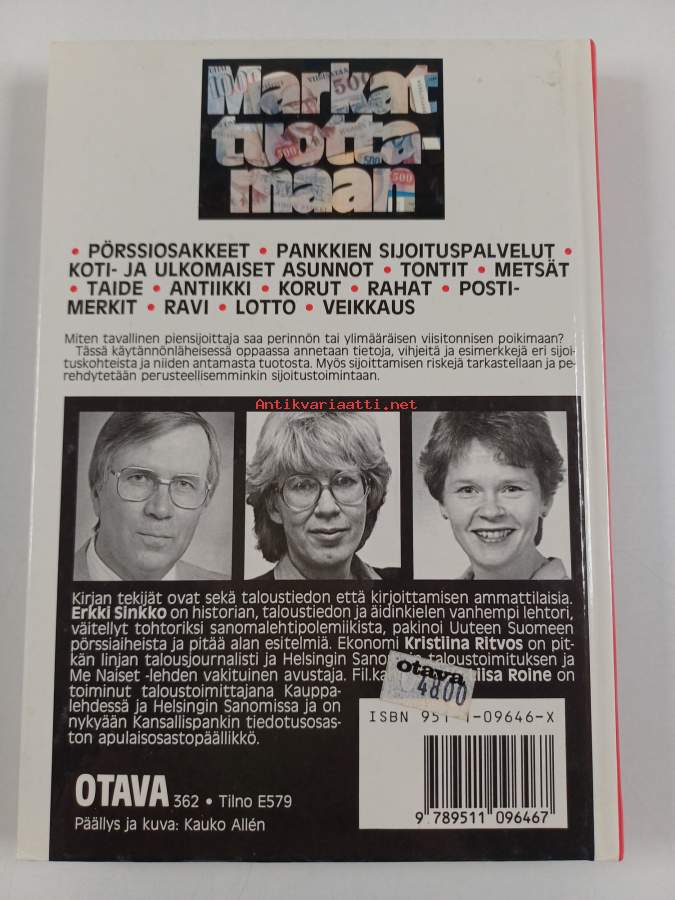 Markat
tuotta-
maan
• PÖRSSIOSAKKEET • PANKKIEN SIJOITUSPALVELUT •
KOTI- JA ULKOMAISET ASUNNOT • TONTIT • METSÄT
• TAIDE • ANTIIKKI • KORUT • RAHAT • POSTI-
MERKIT • RAVI • LOTTO • VEIKKAUS
Miten tavallinen piensijoittaja saa perinnön tai ylimääräisen viisitonnisen poikimaan?
Tässä käytännönläheisessä oppaassa annetaan tietoja, vihjeitä ja esimerkkejä eri sijoi-
tuskohteista ja niiden antamasta tuotosta. Myös sijoittamisen riskejä tarkastellaan ja pe-
rehdytetään perusteellisemminkin sijoitustoimintaan.
Antikvariaatti.net
Kirjan tekijät ovat sekä taloustiedon että kirjoittamisen ammattilaisia.
Erkki Sinkko on historian, taloustiedon ja äidinkielen vanhempi lehtori,
väitellyt tohtoriksi sanomalehtipolemiikista, pakinoi Uuteen Suomeen
pörssiaiheista ja pitää alan esitelmiä. Ekonomi Kristiina Ritvos on pit-
kän linjan talousjournalisti ja Helsingin taloustoimituksen ja
Me Naiset -lehden vakituinen avustaja. Roine on
toiminut taloustoimittajana Kauppa-
lehdessä ja Helsingin Sanomissa ja on
nykyään Kansallispankin tiedotusosas-
ton apulaisosastopäällikkö.
otava
4800
ISBN 951-1-09646-X
OTAVA 362 • Tilno E579
Päällys ja kuva: Kauko Allén
9 789511 096467